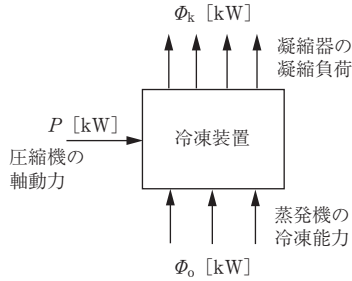 Φk [kW]
凝縮器の
凝縮負荷
P [kW]
圧縮機の
軸動力
冷凍装置
蒸発機の
冷凍能力
Φo [kW]